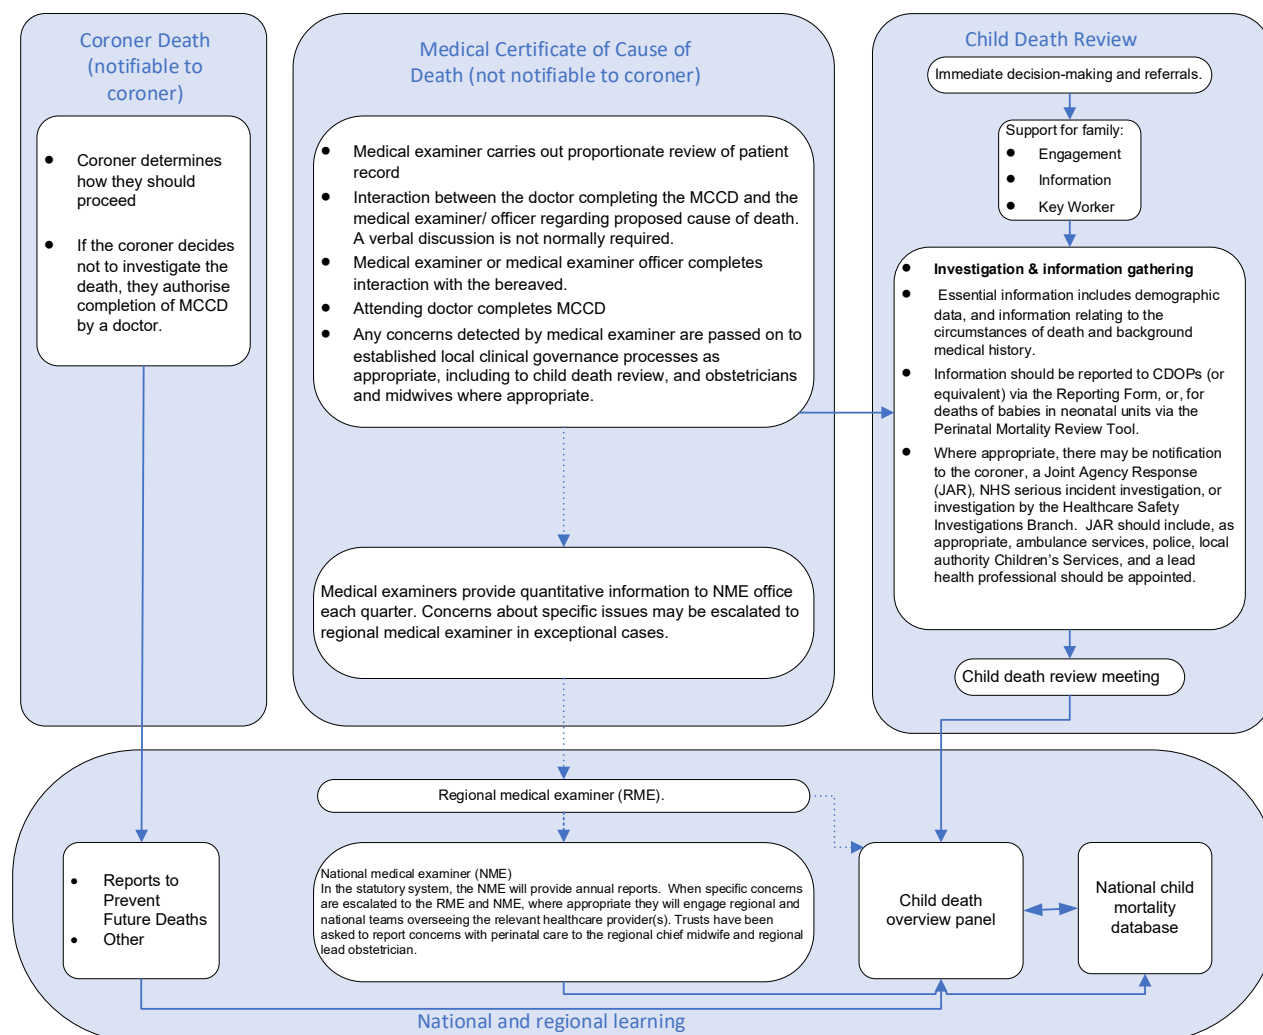 Coroner Death
(notifiable to
coroner)
● Coroner determines
how they should
proceed
● If the coroner decides
not to investigate the
death, they authorise
completion of MCCD
by a doctor.
Medical Certificate of Cause of
Death (not notifiable to coroner)
● Medical examiner carries out proportionate review of patient
record
● Interaction between the doctor completing the MCCD and the
medical examiner/ officer regarding proposed cause of death.
A verbal discussion is not normally required.
● Medical examiner or medical examiner officer completes
interaction with the bereaved.
● Attending doctor completes MCCD
● Any concerns detected by medical examiner are passed on to
established local clinical governance processes as
appropriate, including to child death review, and obstetricians
and midwives where appropriate.
Medical examiners provide quantitative information to NME office
each quarter. Concerns about specific issues may be escalated to
regional medical examiner in exceptional cases.
Child Death Review
Immediate decision-making and referrals.
Support for family:
● Engagement
● Information
● Key Worker
● Investigation & information gathering
● Essential information includes demographic
data, and information relating to the
circumstances of death and background
medical history.
● Information should be reported to CDOPs (or
equivalent) via the Reporting Form, or, for
deaths of babies in neonatal units via the
Perinatal Mortality Review Tool.
● Where appropriate, there may be notification
to the coroner, a Joint Agency Response
(JAR), NHS serious incident investigation, or
investigation by the Healthcare Safety
Investigations Branch. JAR should include, as
appropriate, ambulance services, police, local
authority Children's Services, and a lead
health professional should be appointed.
Child death review meeting
Regional medical examiner (RME).
● Reports to
Prevent
Future Deaths
● Other
National medical examiner (NME)
In the statutory system, the NME will provide annual reports. When specific concerns
are escalated to the RME and NME, where appropriate they will engage regional and
national teams overseeing the relevant healthcare provider(s). Trusts have been
asked to report concerns with perinatal care to the regional chief midwife and regional
lead obstetrician.
Child death
overview panel
National child
mortality
database
National and regional learning